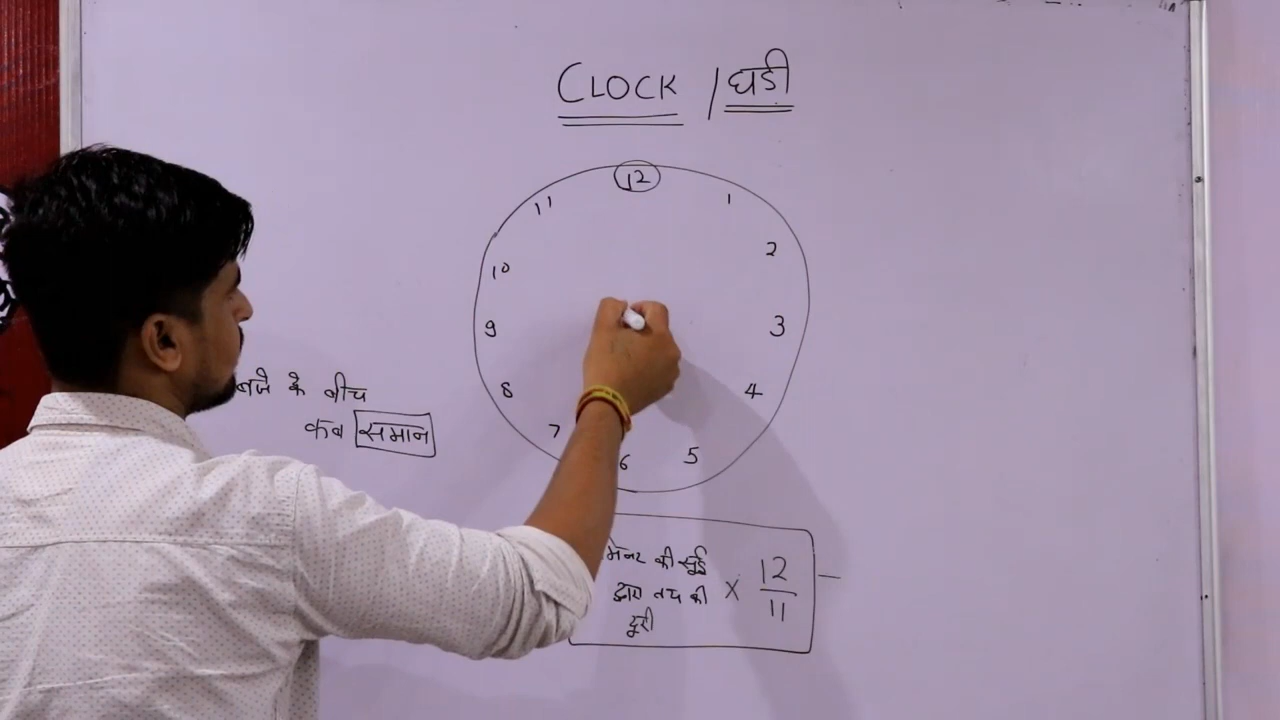 CLOCK / घडी
12
11 1
10 2
9 3
8 4
7 5
6
बजे के बीच
कब समान
की सूई
द्वारा तय की
दूरी
× 12
11